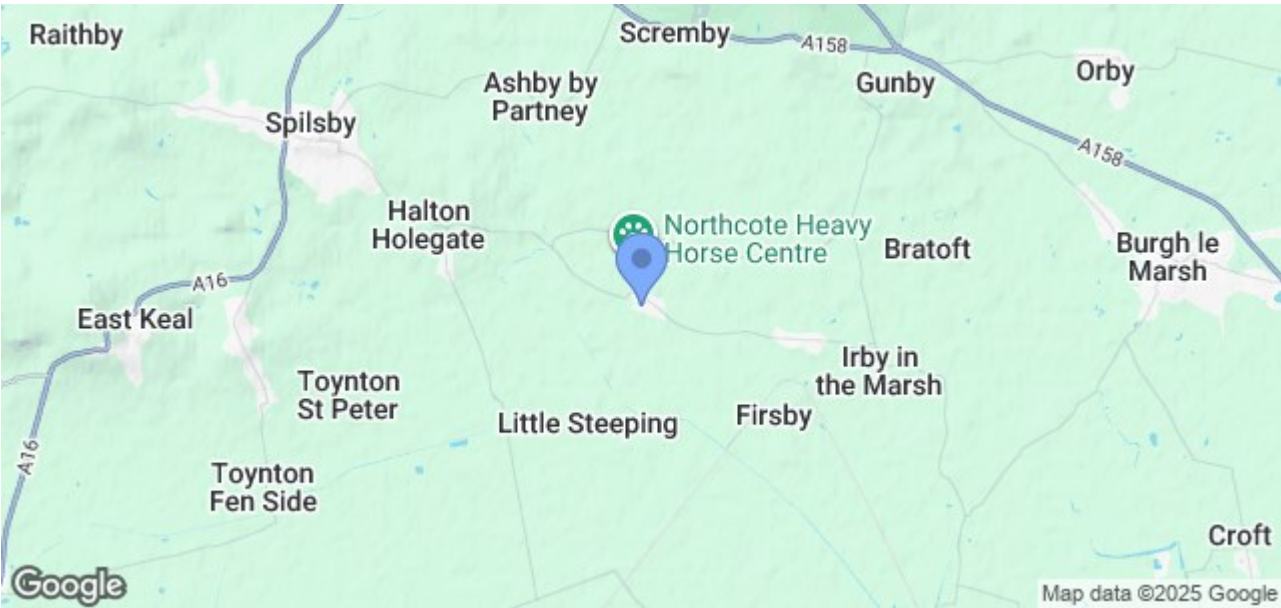 Raithby
Scremby
A158
Orby
Gunby
Ashby by
Partney
Spilsby
A158
Halton
Holegate
Northcote Heavy
Horse Centre
Bratoft
Burgh le
Marsh
A16
East Keal
Irby in
the Marsh
Toynton
St Peter
Little Steeping
Firsby
A16
Toynton
Fen Side
Croft
Google
Map data ©2025 Google